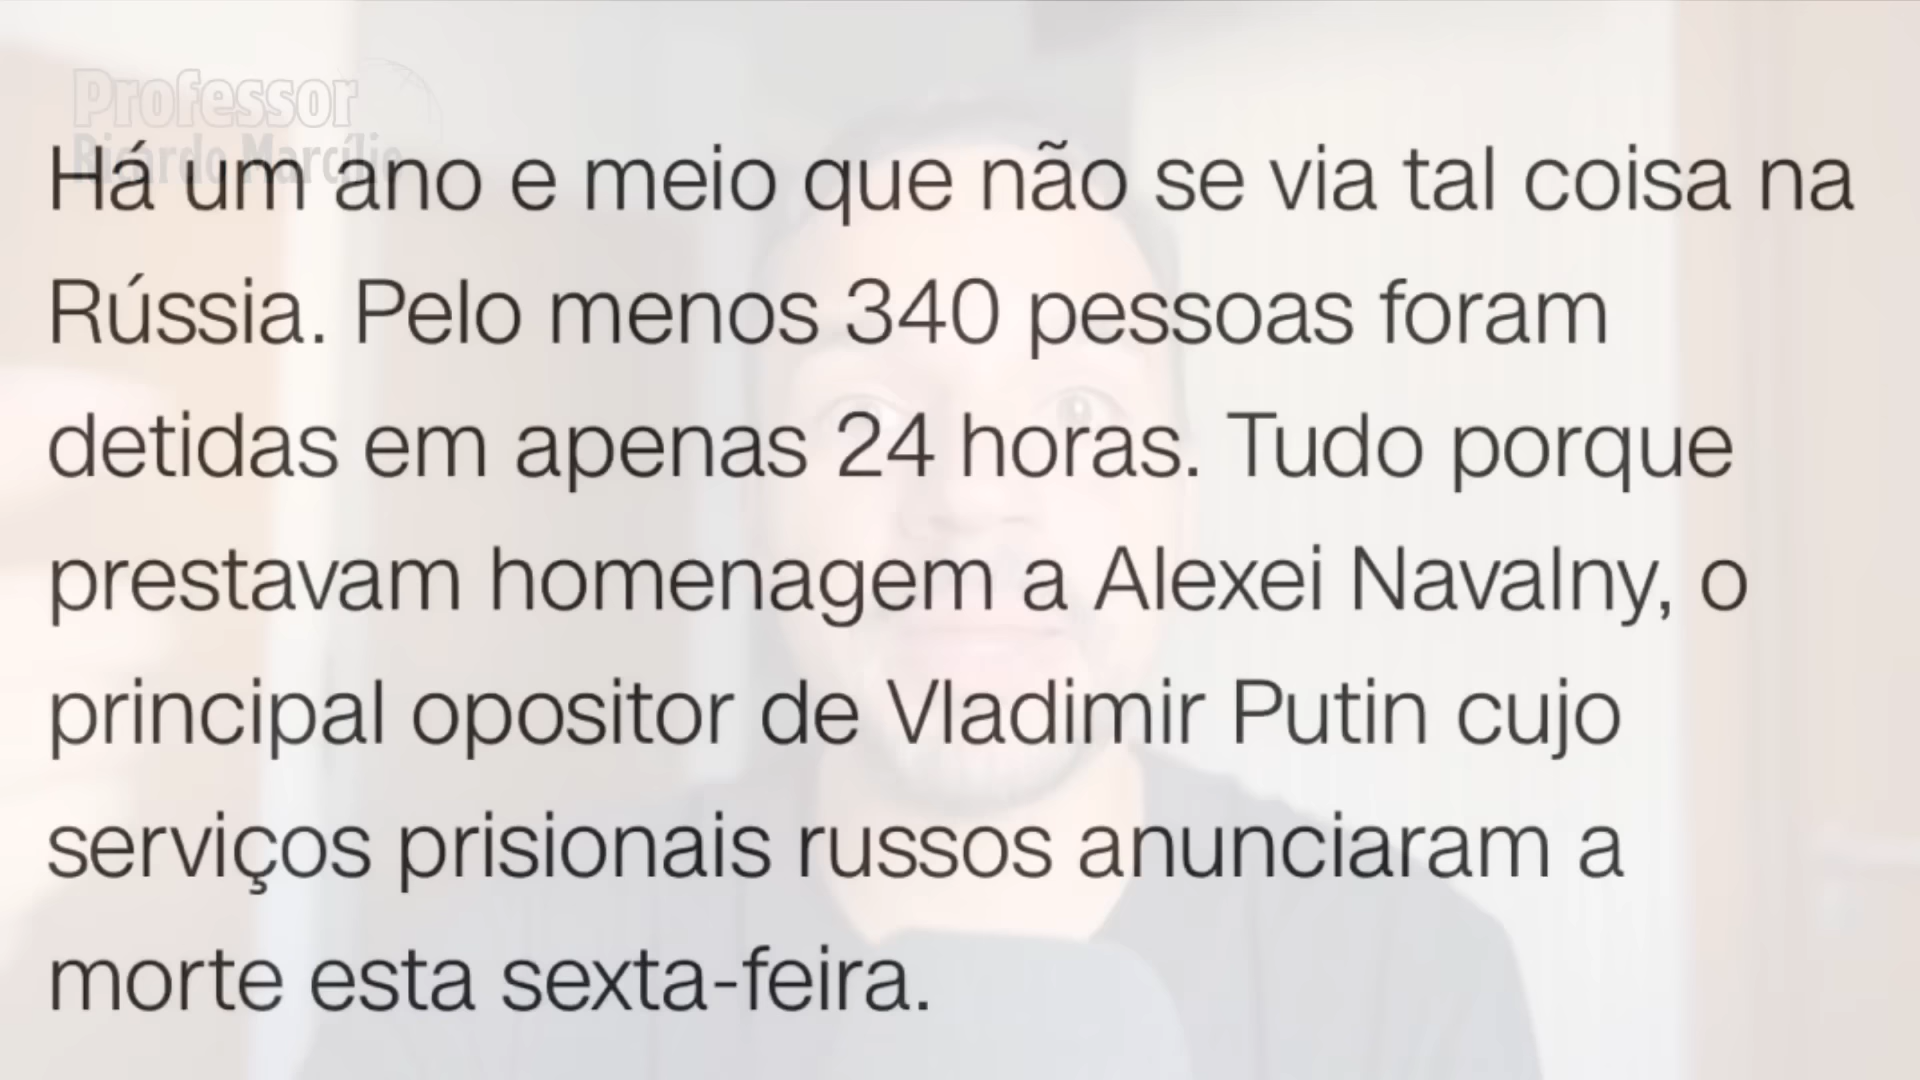 Professor
Ricardo Marcílio
Há um ano e meio que não se via tal coisa na
Rússia. Pelo menos 340 pessoas foram
detidas em apenas 24 horas. Tudo porque
prestavam homenagem a Alexei Navalny, o
principal opositor de Vladimir Putin cujo
serviços prisionais russos anunciaram a
morte esta sexta-feira.